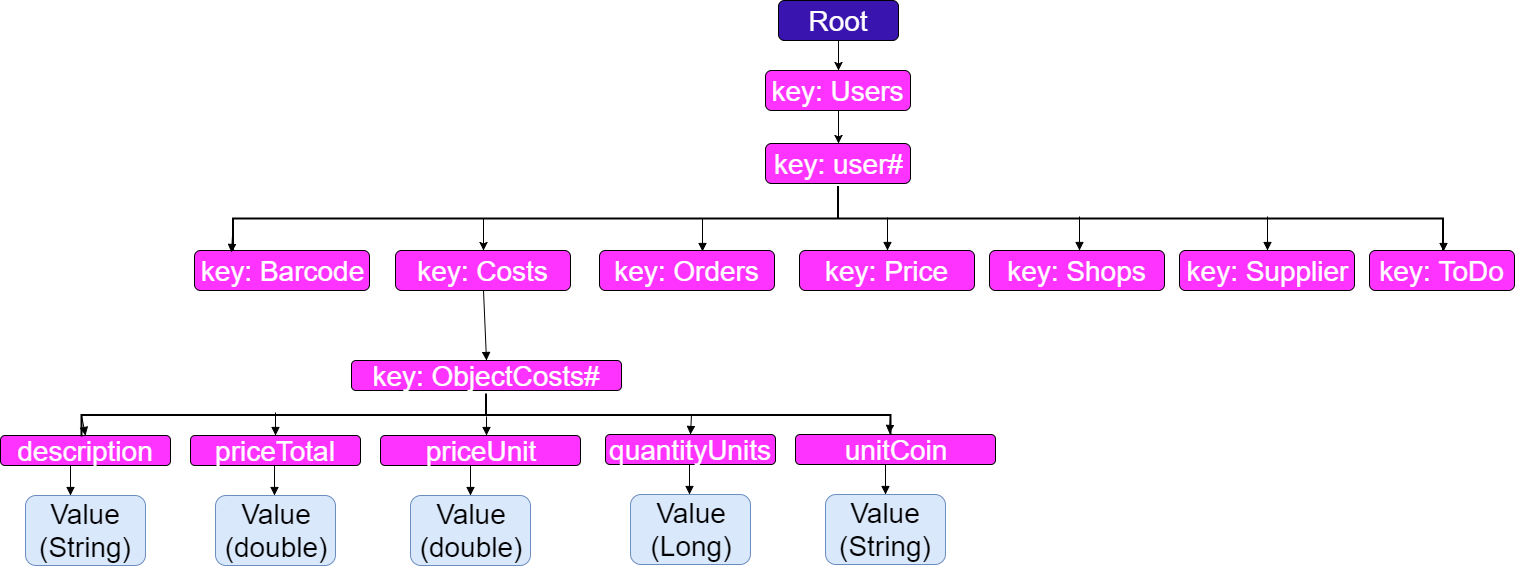 Root
key: Users
key: user#
key: Barcode
key: Costs
key: Orders
key: Price
key: Shops
key: Supplier
key: ToDo
key: ObjectCosts#
description
priceTotal
priceUnit
quantityUnits
unitCoin
Value
(String)
Value
(double)
Value
(double)
Value
(Long)
Value
(String)